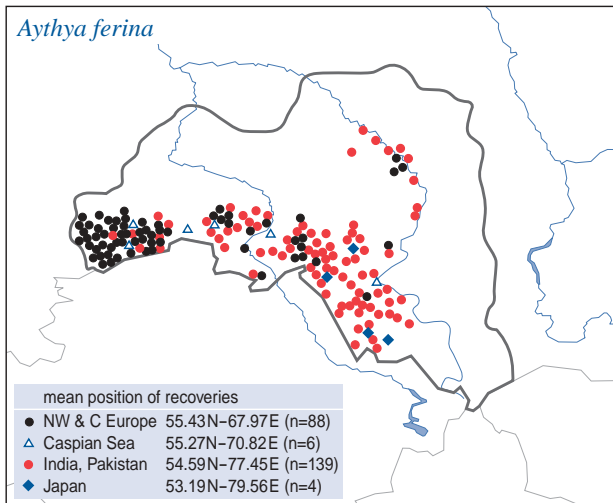 Aythya ferina
mean position of recoveries
NW & C Europe 55.43N–67.97E (n=88)
Caspian Sea 55.27N–70.82E (n=6)
India, Pakistan 54.59N–77.45E (n=139)
Japan 53.19N–79.56E (n=4)